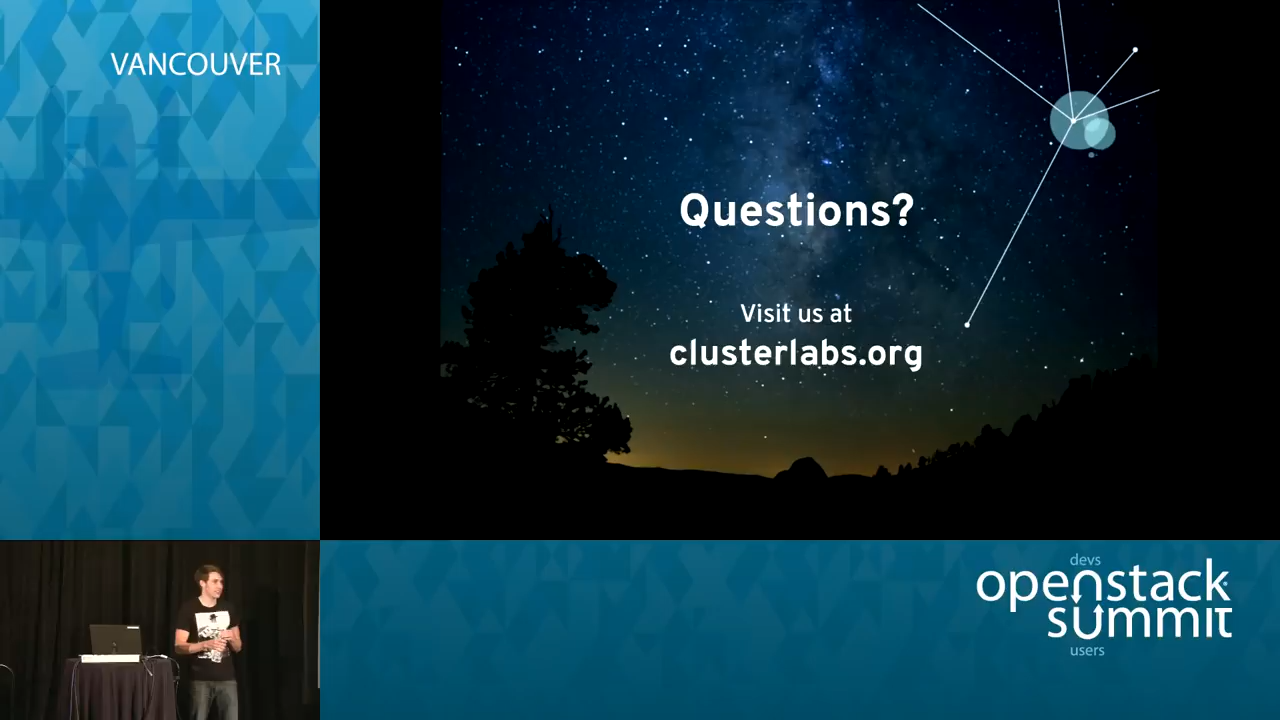 VANCOUVER
Questions?
Visit us at
clusterlabs.org
devs
openstack
summit
users